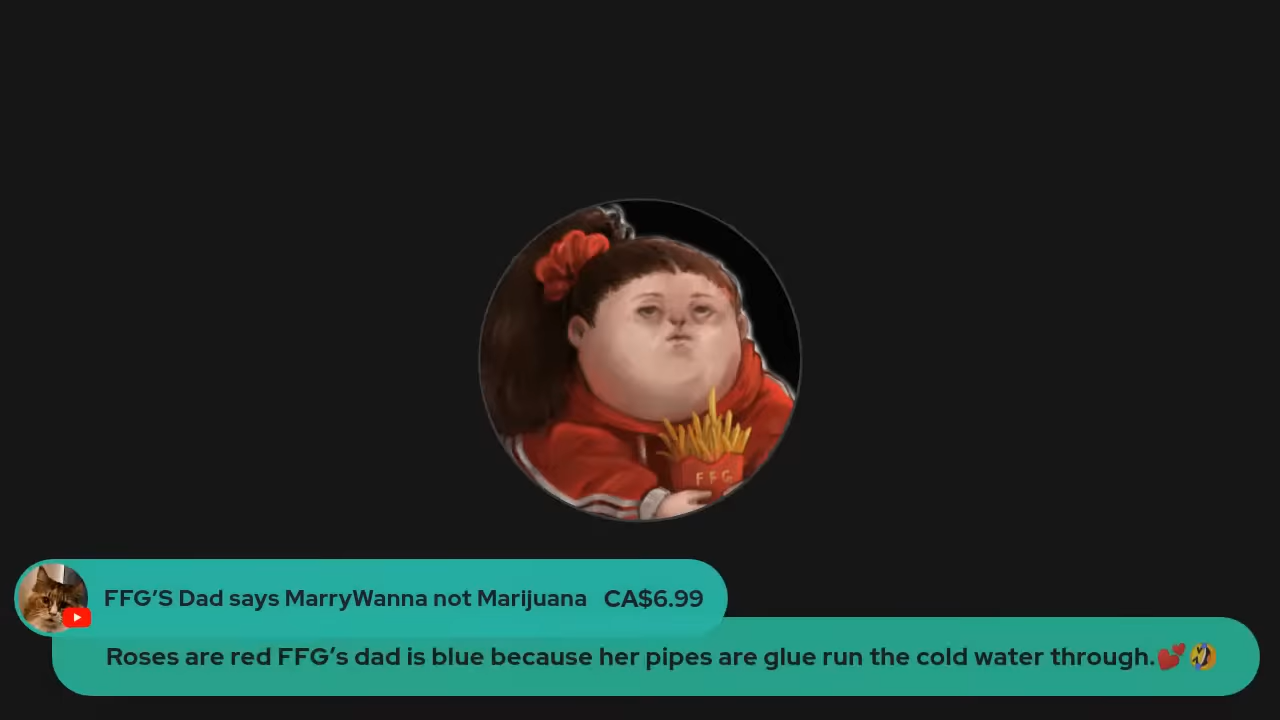 FFG
FFG'S Dad says MarryWanna not Marijuana CA$6.99
Roses are red FFG's dad is blue because her pipes are glue run the cold water through.💕🤣